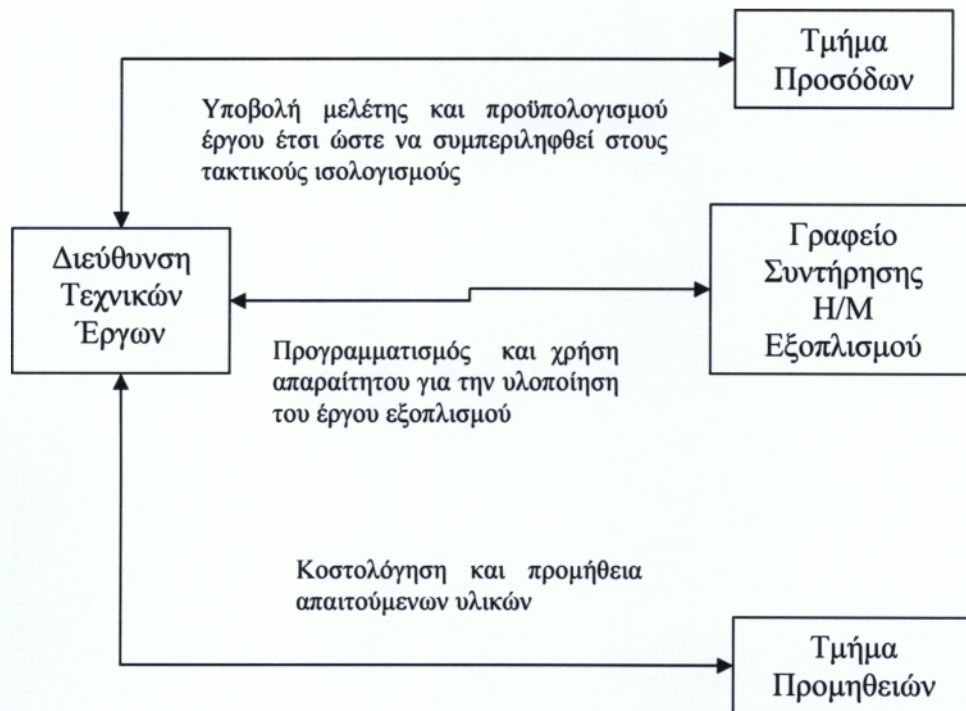 Τμήμα
Προσόδων
Υποβολή μελέτης και προϋπολογισμού
έργου έτσι ώστε να συμπεριληφθεί στους
τακτικούς ισολογισμούς
Διεύθυνση
Τεχνικών
Έργων
Γραφείο
Συντήρησης
Η/Μ
Εξοπλισμού
Προγραμματισμός και χρήση
απαραίτητου για την υλοποίηση
του έργου εξοπλισμού
Κοστολόγηση και προμήθεια
απαιτούμενων υλικών
Τμήμα
Προμηθειών